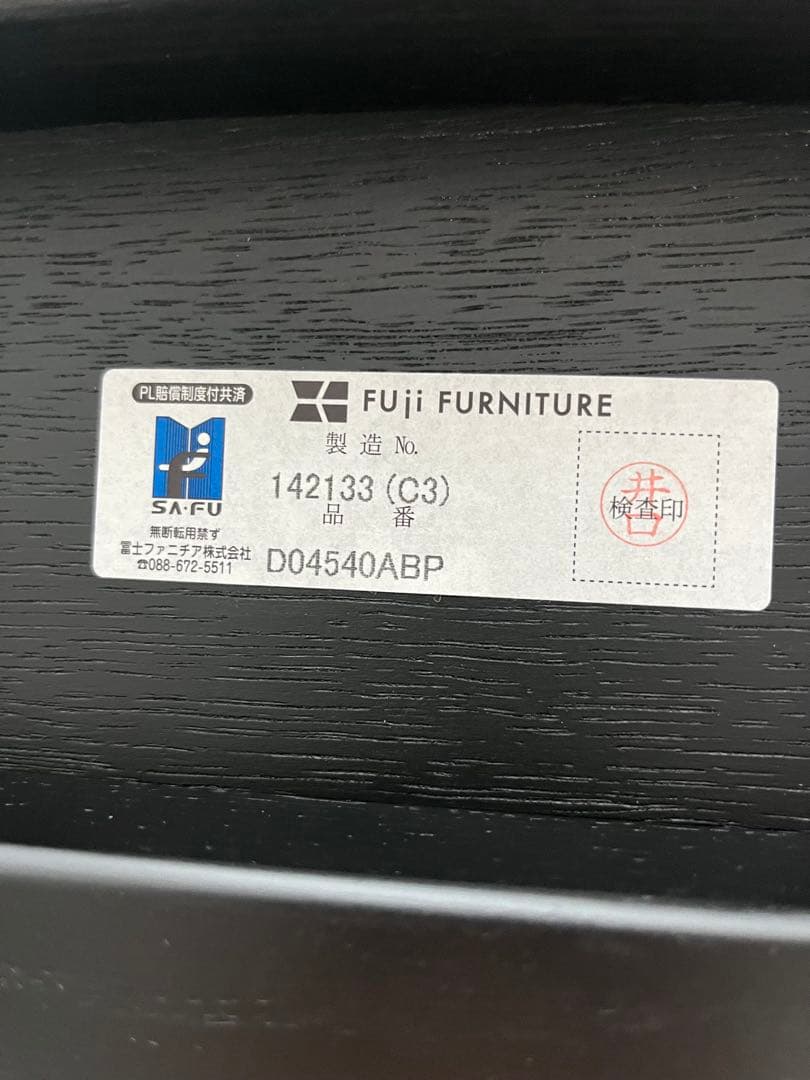 PL賠償制度付共済
FUji FURNITURE
製造 No.
142133 (C3)
品番
D04540ABP
SA・FU
無断転用禁ず
冨士ファニチア株式会社
☎088-672-5511
検査印
井口